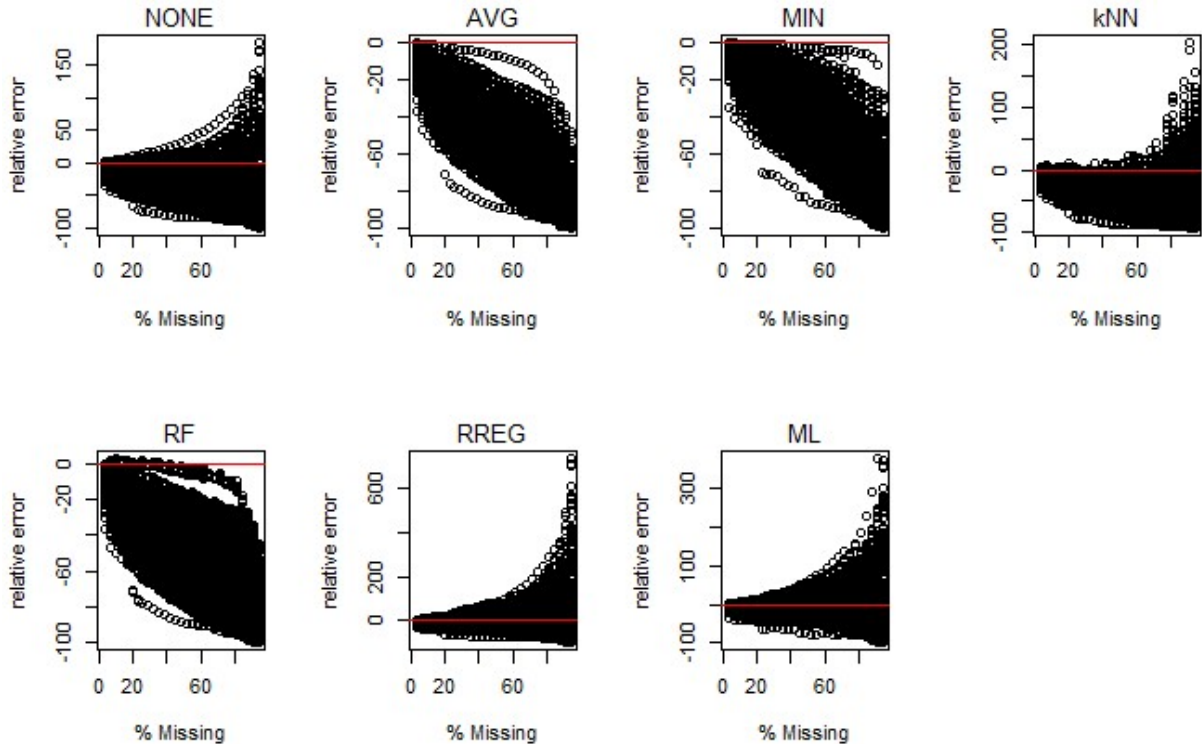 NONE
AVG
MIN
kNN
relative error
150
50
0
-100
relative error
0
-20
-60
-100
relative error
0
-20
-60
-100
relative error
200
100
0
-100
0 20 60
0 20 60
0 20 60
0 20 60
% Missing
% Missing
% Missing
% Missing
RF
RREG
ML
relative error
0
-20
-60
-100
relative error
600
200
0
relative error
300
100
-100
0 20 60
0 20 60
0 20 60
% Missing
% Missing
% Missing